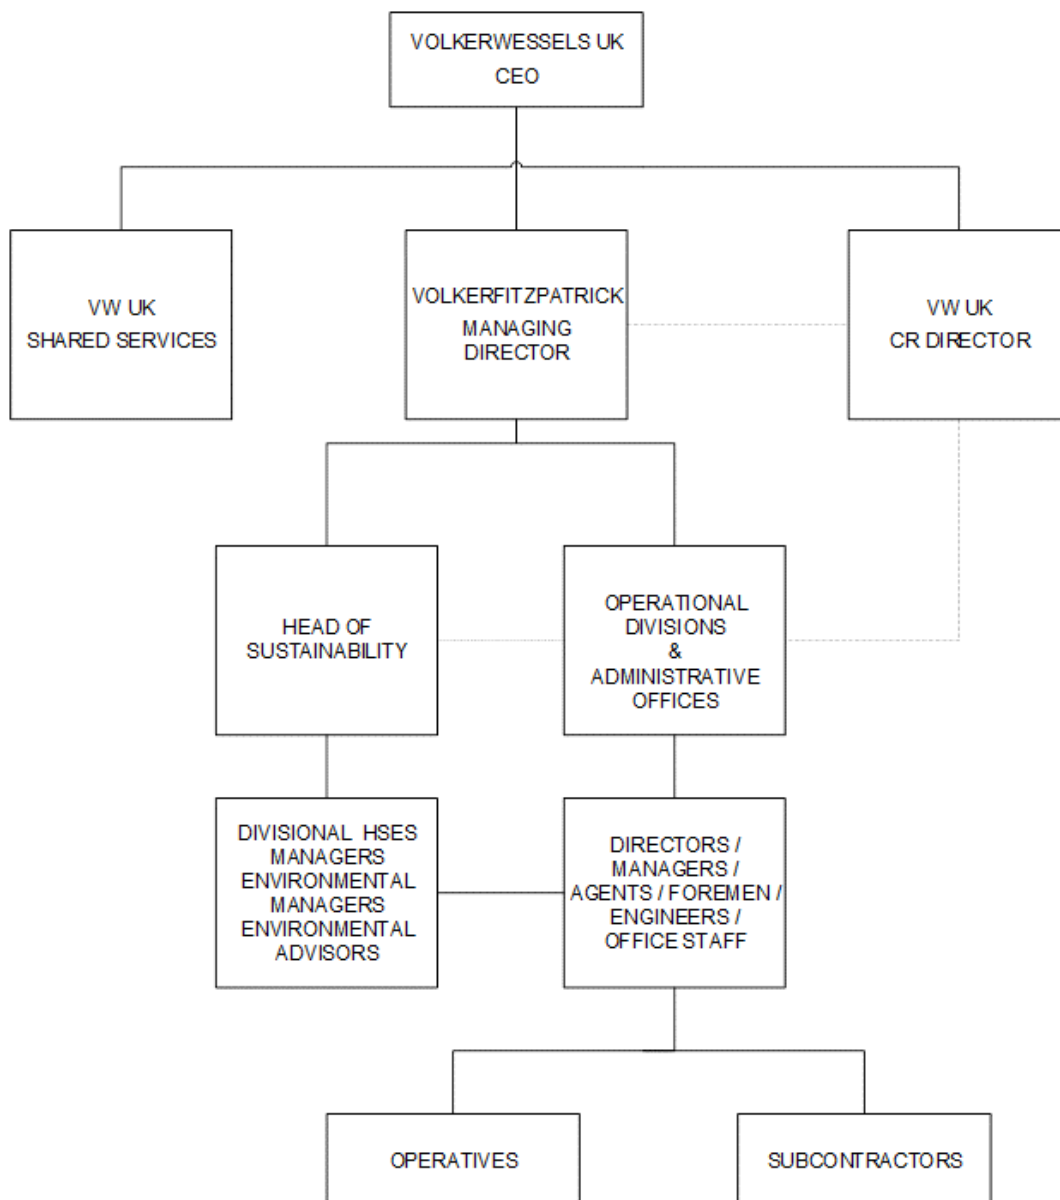 VOLKERWESSELS UK
CEO
VW UK
SHARED SERVICES
VOLKERFITZPATRICK
MANAGING
DIRECTOR
VW UK
CR DIRECTOR
HEAD OF
SUSTAINABILITY
OPERATIONAL
DIVISIONS
&
ADMINISTRATIVE
OFFICES
DIVISIONAL HSES
MANAGERS
ENVIRONMENTAL
MANAGERS
ENVIRONMENTAL
ADVISORS
DIRECTORS /
MANAGERS /
AGENTS / FOREMEN /
ENGINEERS /
OFFICE STAFF
OPERATIVES
SUBCONTRACTORS